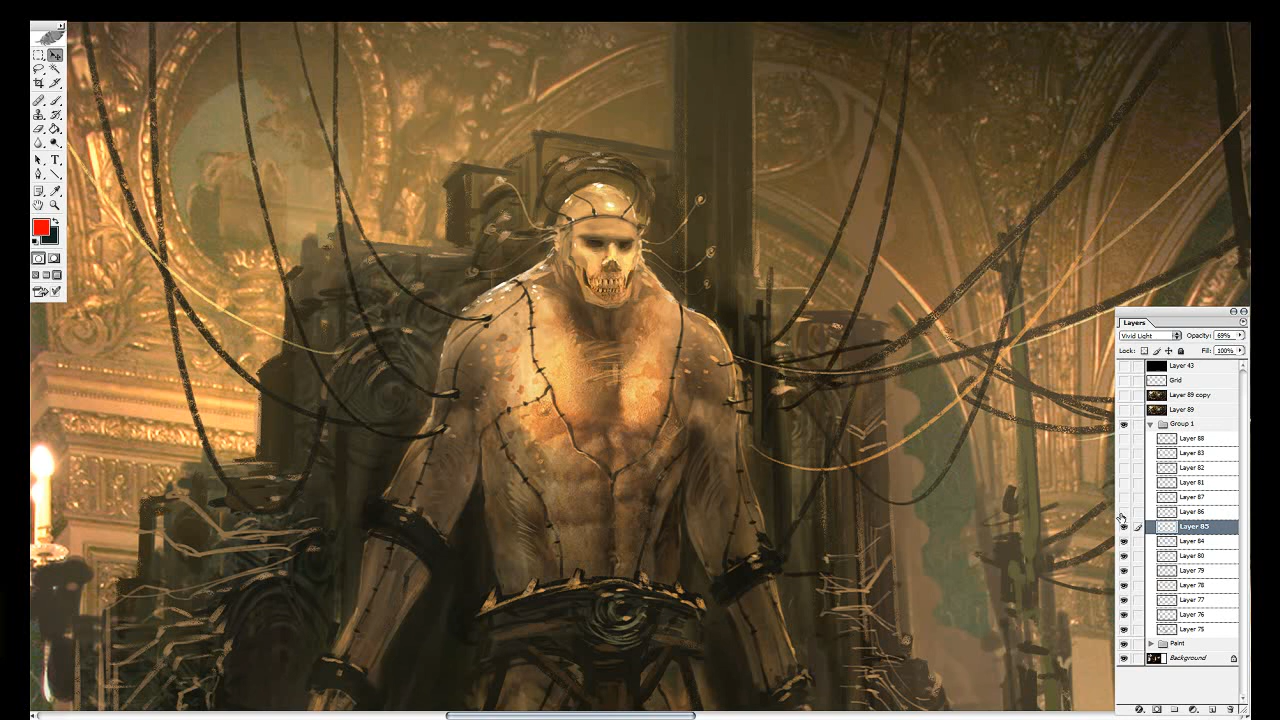 T
Layers
Vivid Light Opacity: 69%
Lock: Fill: 100%
Layer 43
Grid
Layer 89 copy
Layer 89
Group 1
Layer 88
Layer 83
Layer 82
Layer 81
Layer 87
Layer 86
Layer 85
Layer 84
Layer 80
Layer 79
Layer 78
Layer 77
Layer 76
Layer 75
Paint
Background